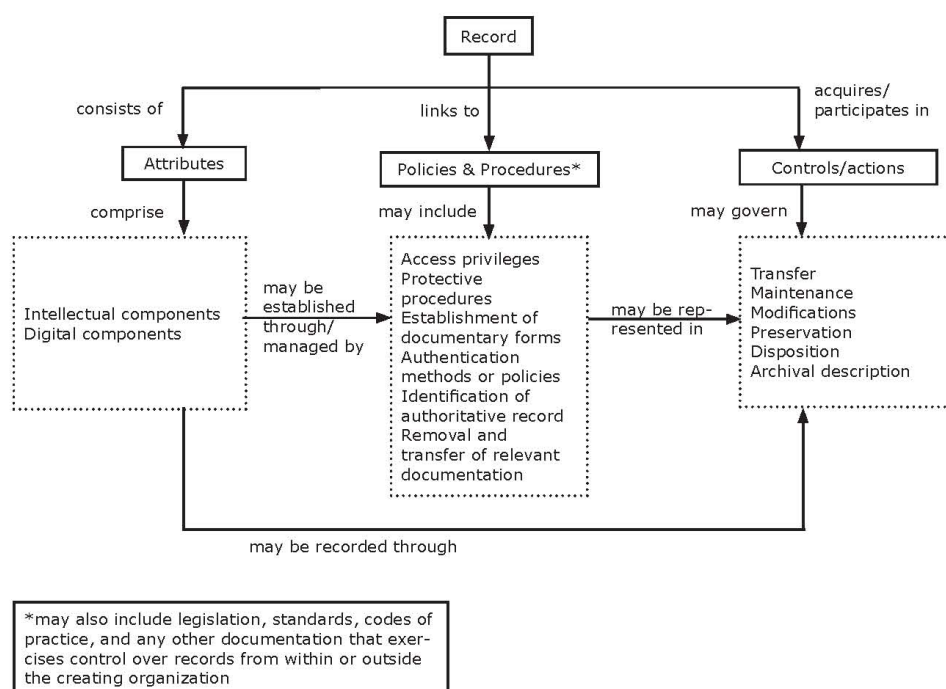 Record
consists of
links to
acquires/
participates in
Attributes
Policies & Procedures*
Controls/actions
comprise
may include
may govern
Intellectual components
Digital components
may be
established
through/
managed by
Access privileges
Protective
procedures
Establishment of
documentary forms
Authentication
methods or policies
Identification of
authoritative record
Removal and
transfer of relevant
documentation
may be rep-
resented in
Transfer
Maintenance
Modifications
Preservation
Disposition
Archival description
may be recorded through
*may also include legislation, standards, codes of
practice, and any other documentation that exer-
cises control over records from within or outside
the creating organization